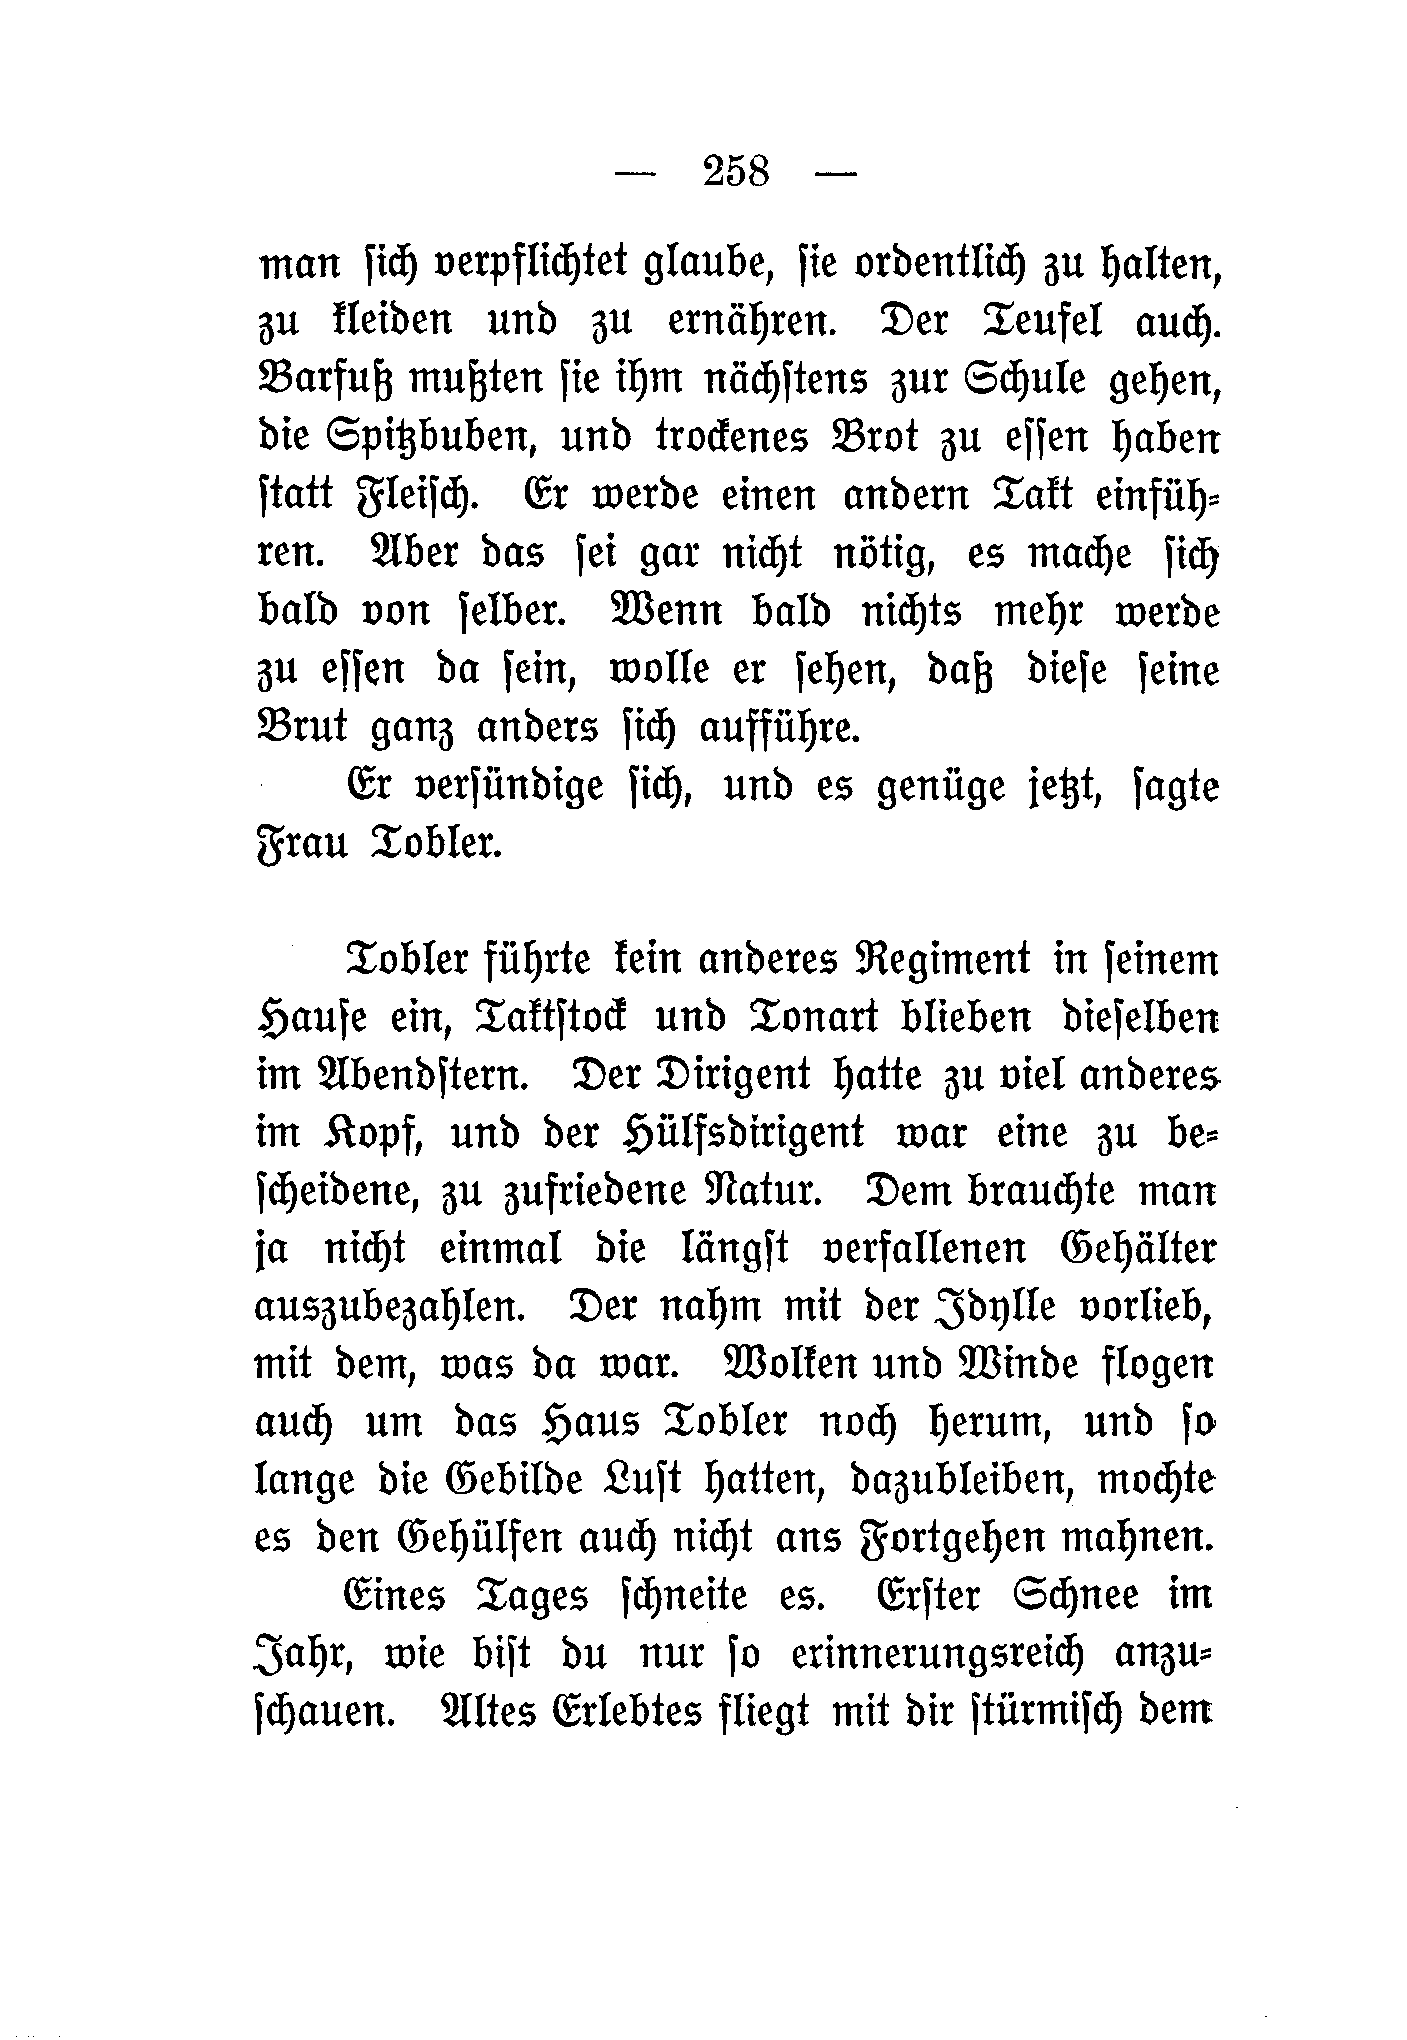 — 258 —
man ſich verpflichtet glaube, ſie ordentlich zu halten,
zu kleiden und zu ernähren. Der Teufel auch.
Barfuß mußten ſie ihm nächſtens zur Schule gehen,
die Spitzbuben, und trockenes Brot zu eſſen haben
ſtatt Fleiſch. Er werde einen andern Takt einfüh⸗
ren. Aber das ſei gar nicht nötig, es mache ſich
bald von ſelber. Wenn bald nichts mehr werde
zu eſſen da ſein, wolle er ſehen, daß dieſe ſeine
Brut ganz anders ſich aufführe.
Er verſündige ſich, und es genüge jetzt, ſagte
Frau Tobler.
Tobler führte kein anderes Regiment in ſeinem
Hauſe ein, Taktſtock und Tonart blieben dieſelben
im Abendſtern. Der Dirigent hatte zu viel anderes
im Kopf, und der Hülfsdirigent war eine zu be⸗
ſcheidene, zu zufriedene Natur. Dem brauchte man
ja nicht einmal die längſt verfallenen Gehälter
auszubezahlen. Der nahm mit der Idylle vorlieb,
mit dem, was da war. Wolken und Winde flogen
auch um das Haus Tobler noch herum, und ſo
lange die Gebilde Luſt hatten, dazubleiben, mochte
es den Gehülfen auch nicht ans Fortgehen mahnen.
Eines Tages ſchneite es. Erſter Schnee im
Jahr, wie biſt du nur ſo erinnerungsreich anzu⸗
ſchauen. Altes Erlebtes fliegt mit dir ſtürmiſch dem